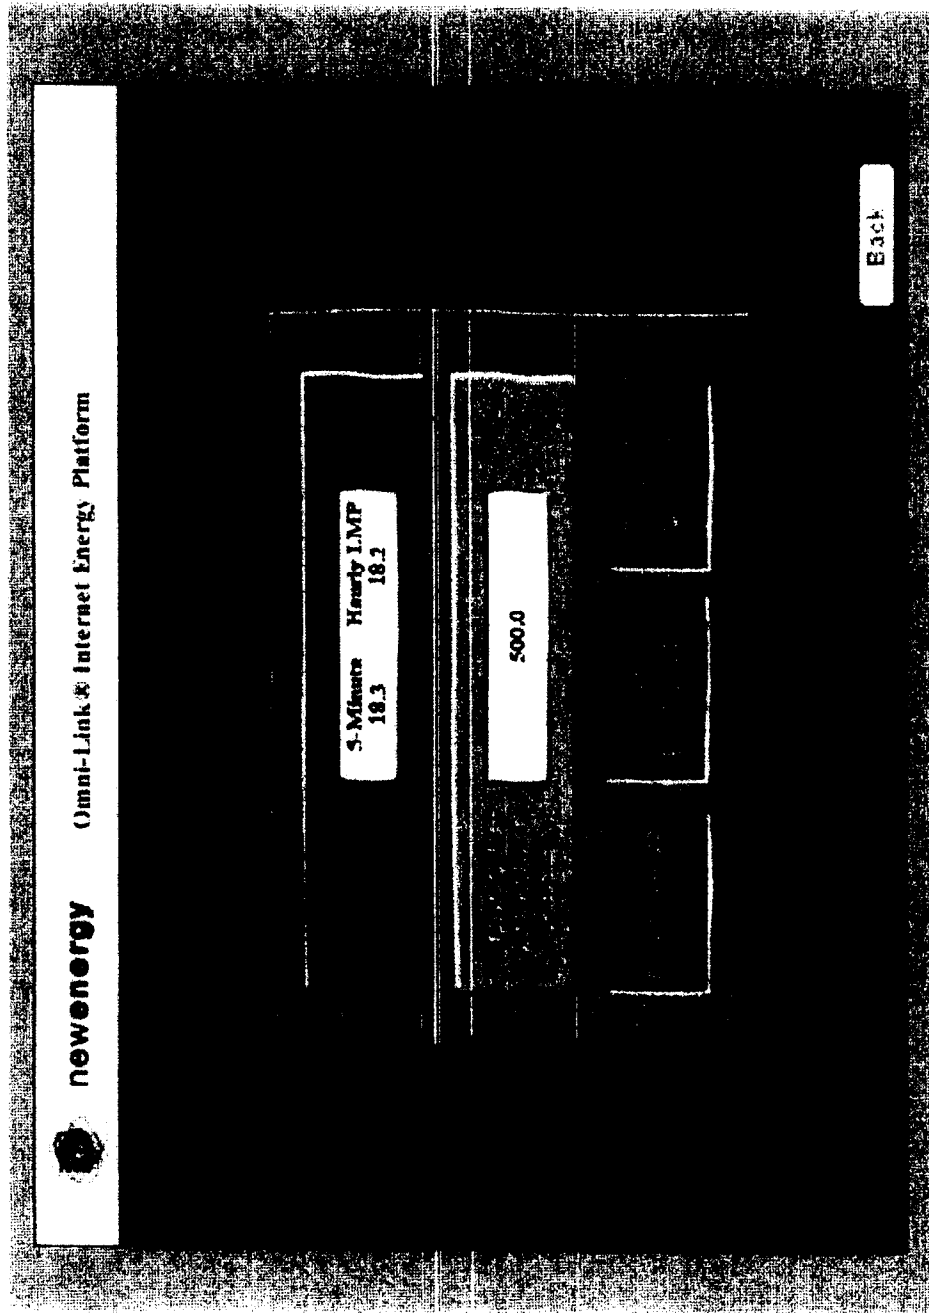 newenergy Omni-Link® Internet Energy Platform
5-Minute Hourly LMP
18.3 18.2
500.0
Back